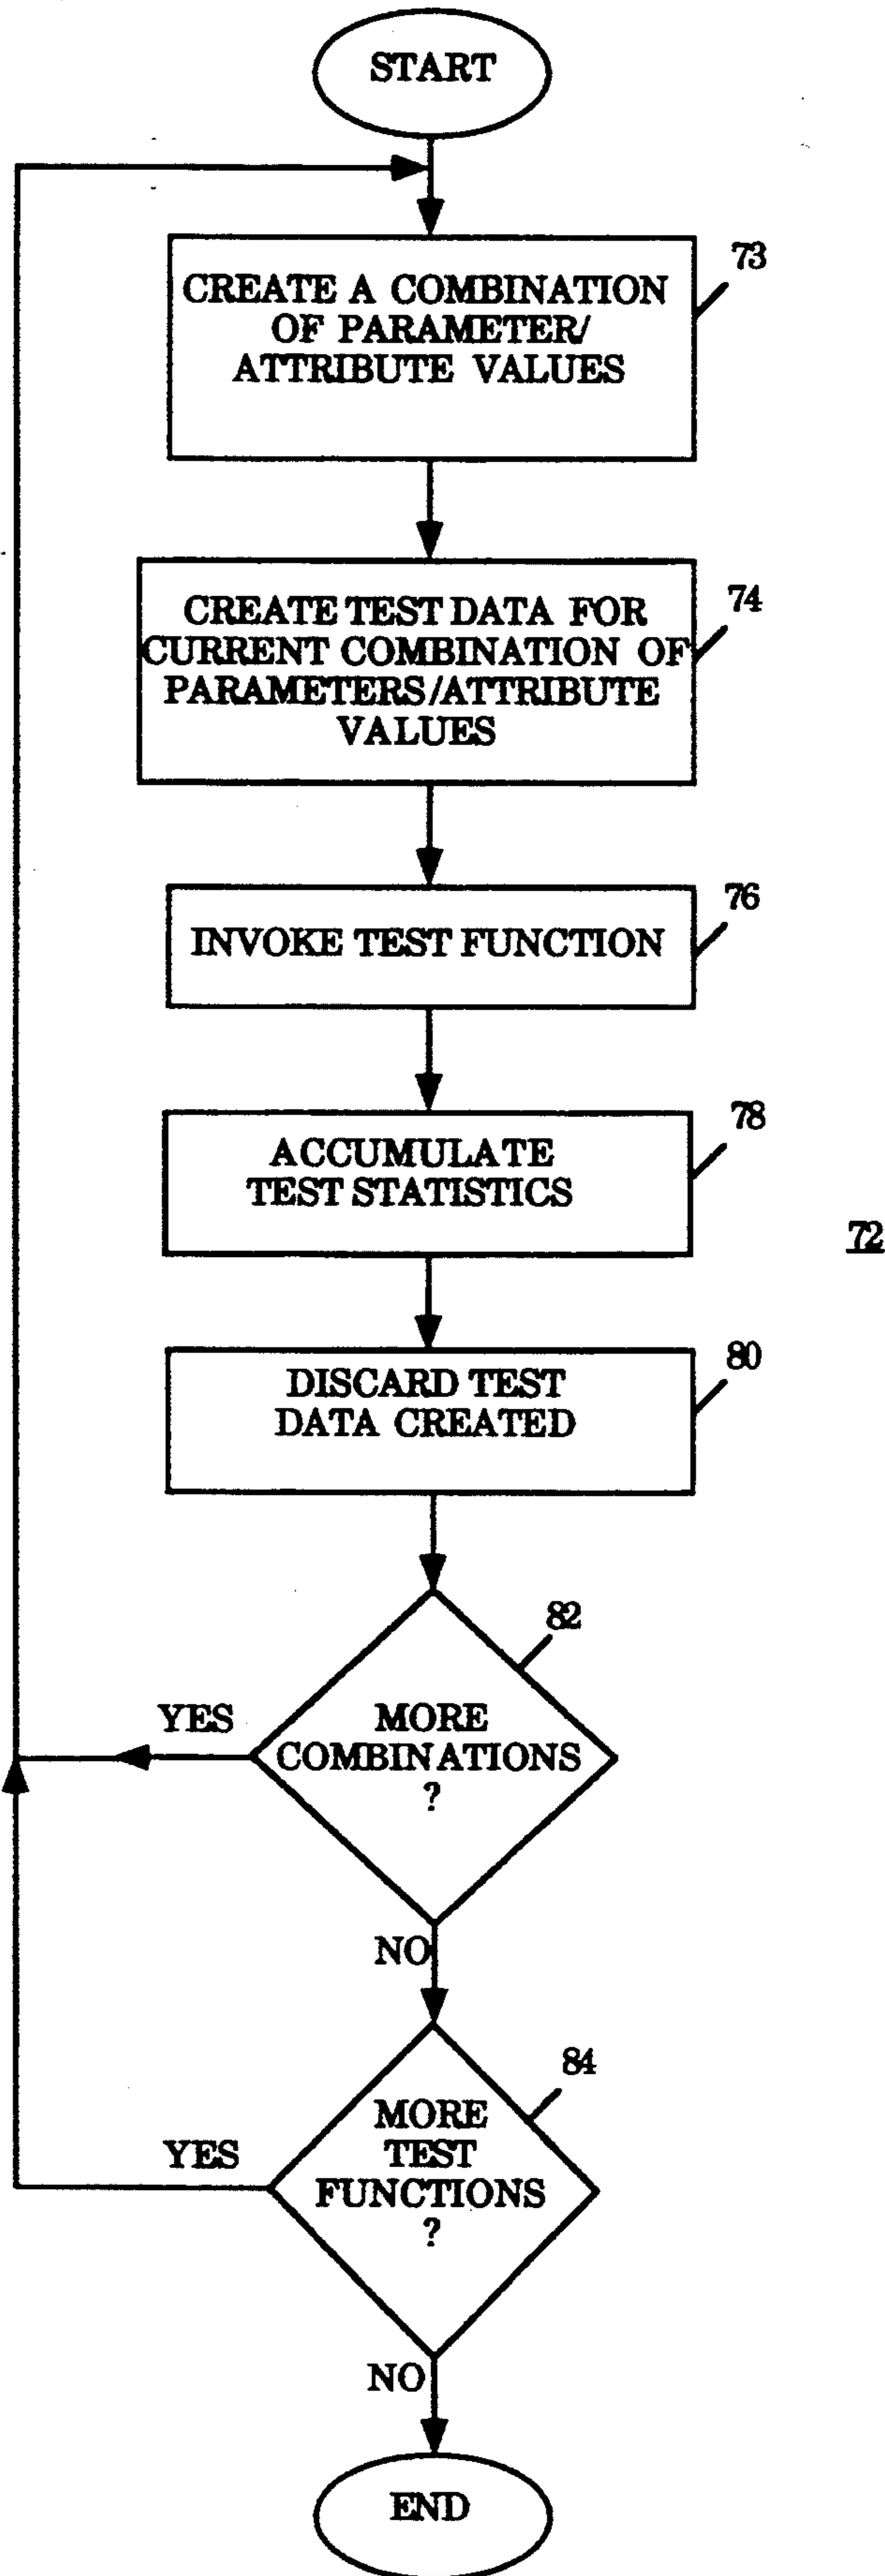 START
73
CREATE A COMBINATION
OF PARAMETER/
ATTRIBUTE VALUES
74
CREATE TEST DATA FOR
CURRENT COMBINATION OF
PARAMETERS/ATTRIBUTE
VALUES
76
INVOKE TEST FUNCTION
78
ACCUMULATE
TEST STATISTICS
72
80
DISCARD TEST
DATA CREATED
82
YES
MORE
COMBINATIONS
?
NO
84
YES
MORE
TEST
FUNCTIONS
?
NO
END